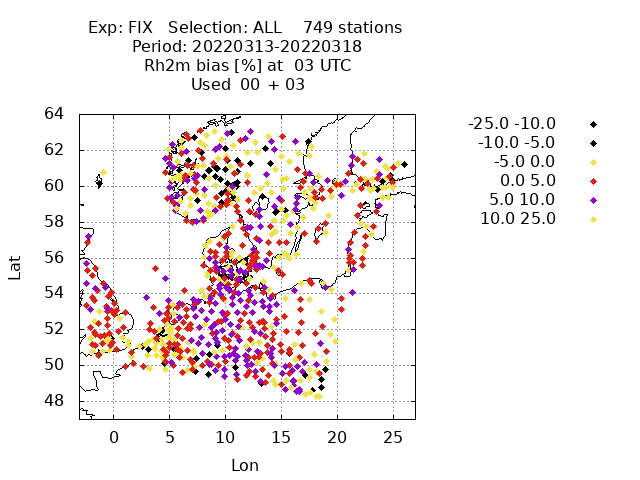 Exp: FIX   Selection: ALL    749 stations
Period: 20220313-20220318
Rh2m bias [%] at  03 UTC
Used  00 + 03
-25.0 -10.0
-10.0 -5.0
-5.0 0.0
0.0 5.0
5.0 10.0
10.0 25.0
64
62
60
58
56
54
52
50
48
Lat
0 5 10 15 20 25
Lon